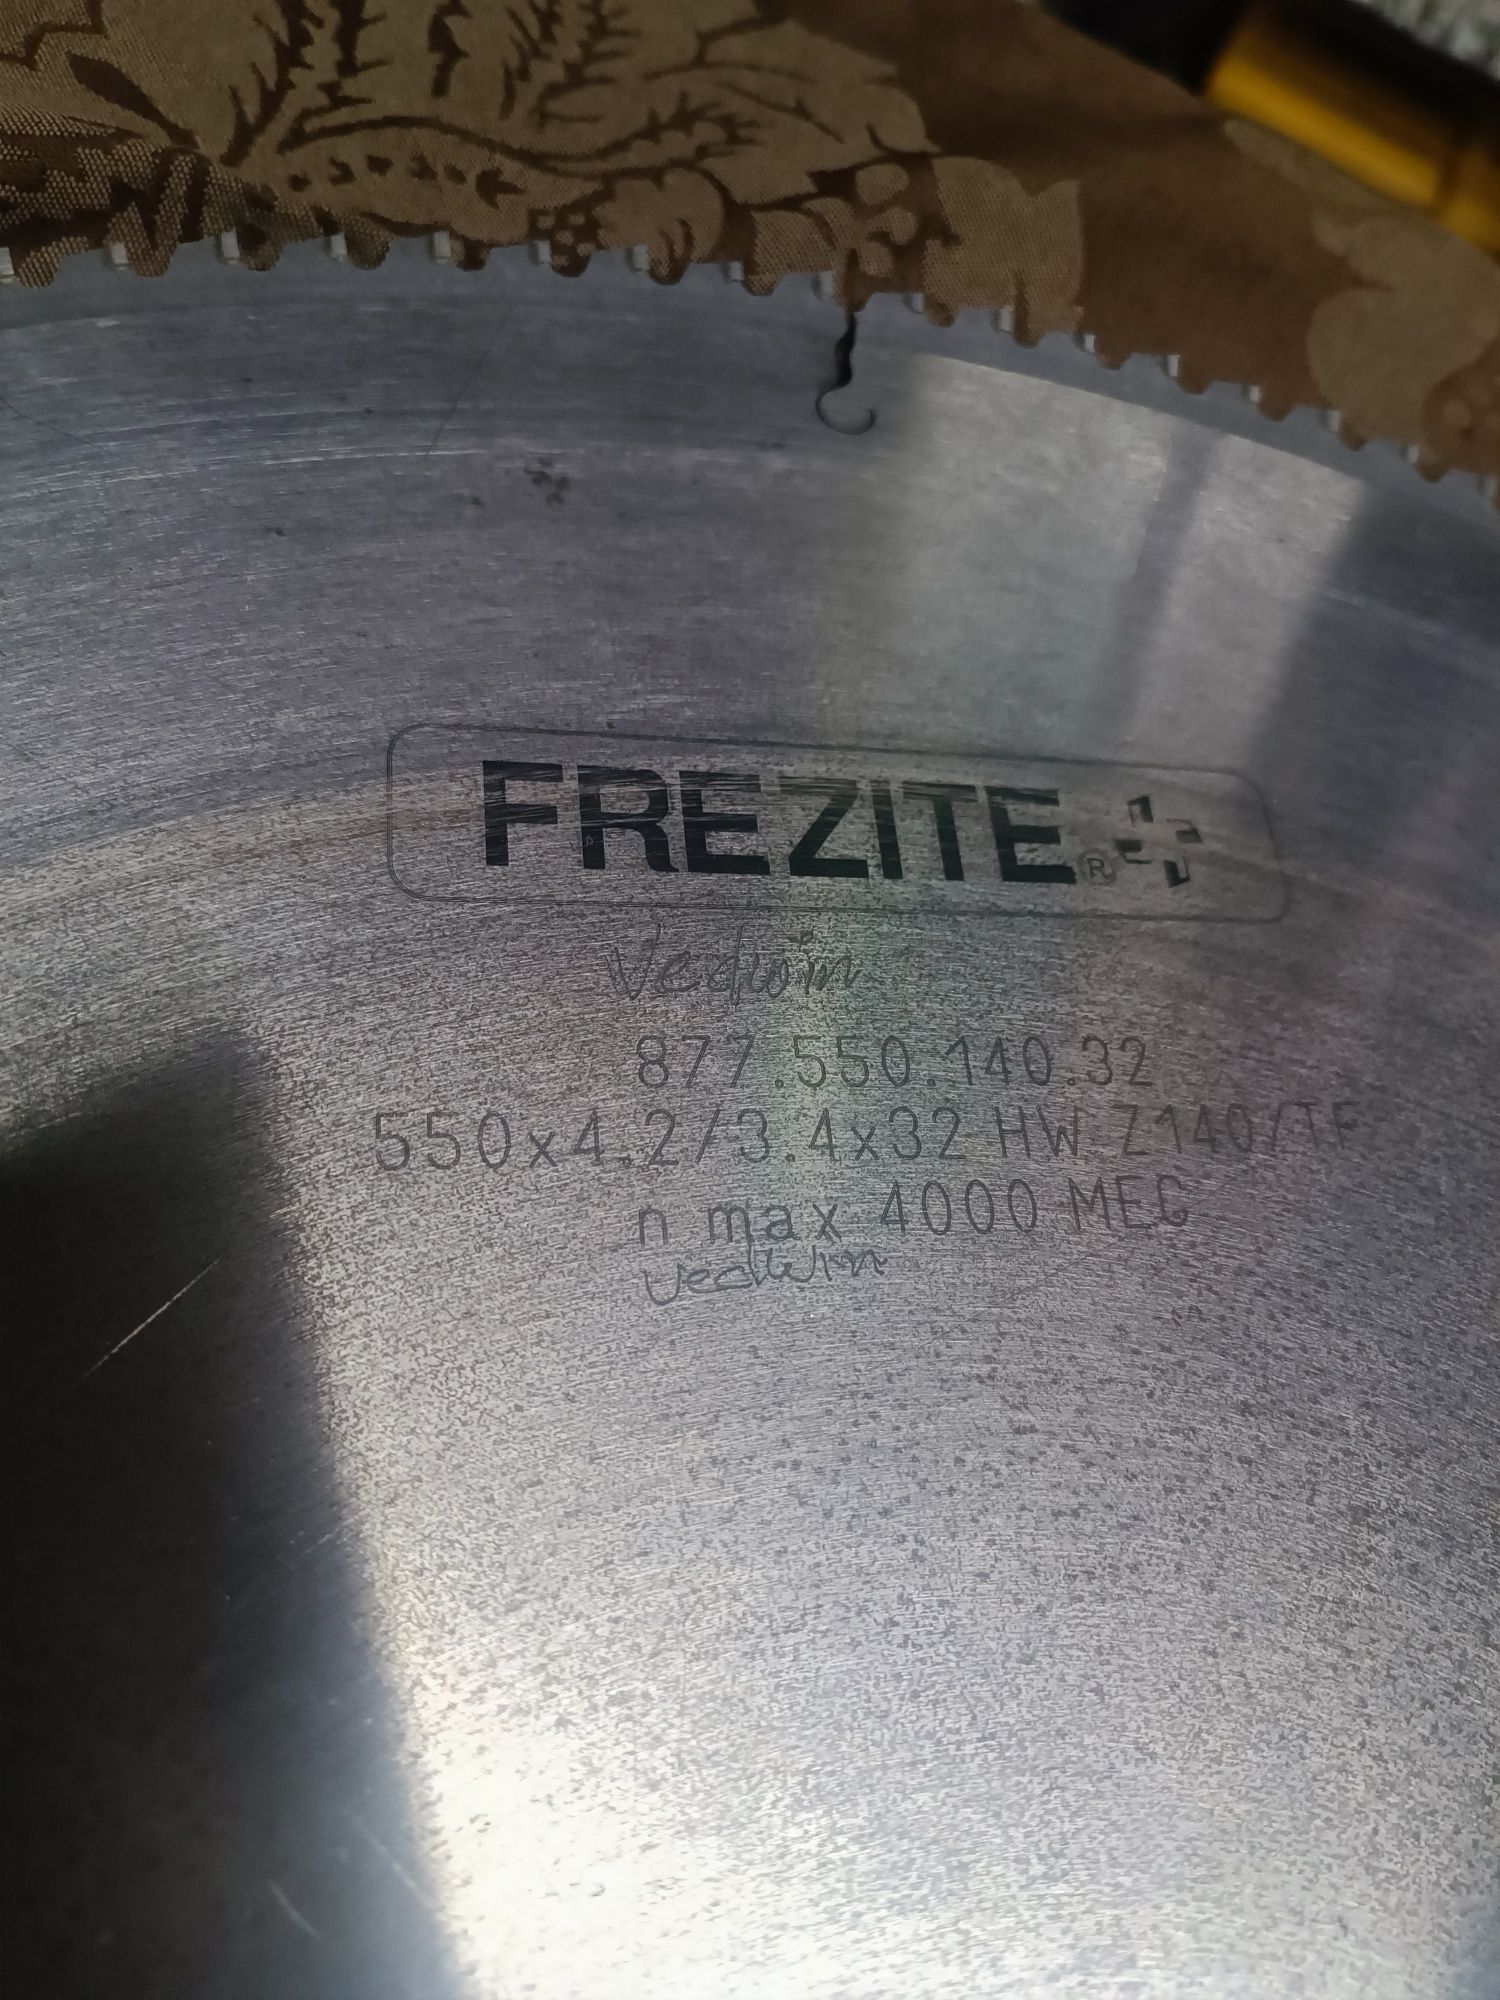 FREZITE®
Vedwin
877.550.140.32
550x4.2/3.4x32 HW Z140/TF
n max 4000 MEC
Vedwin